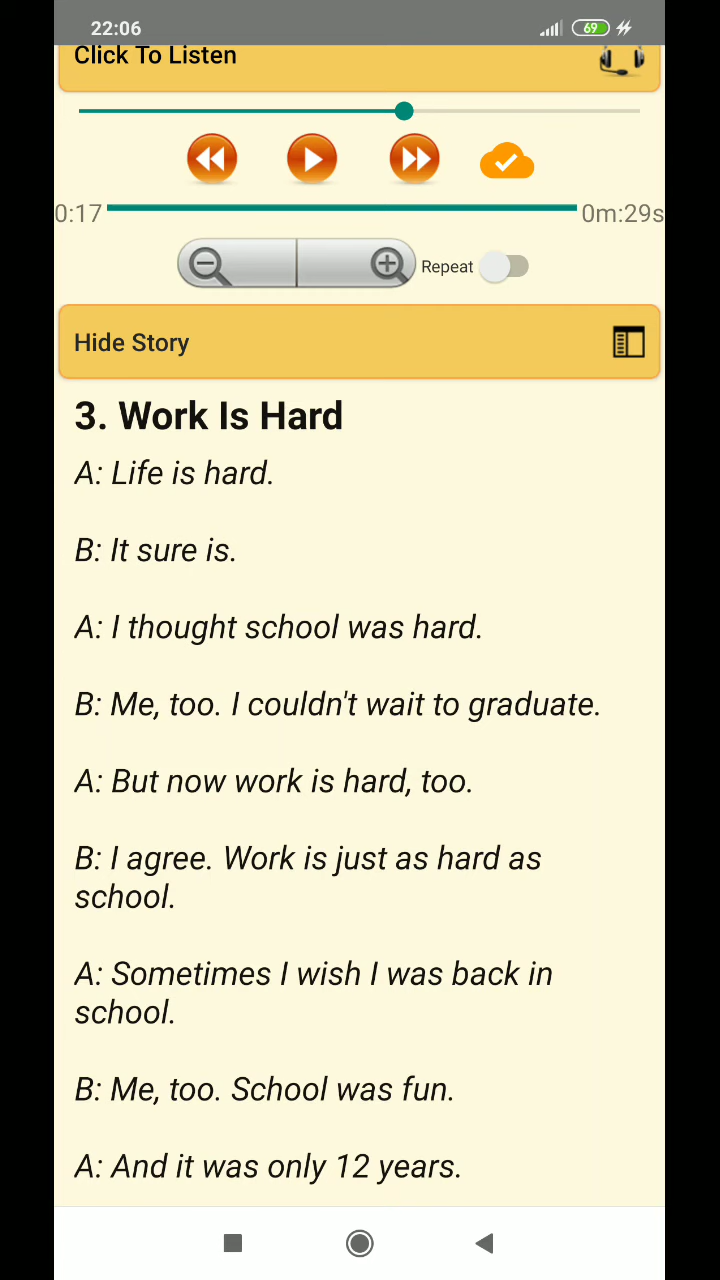 22:06
69
Click To Listen
0:17
0m:29s
Repeat
Hide Story
3. Work Is Hard
A: Life is hard.
B: It sure is.
A: I thought school was hard.
B: Me, too. I couldn't wait to graduate.
A: But now work is hard, too.
B: I agree. Work is just as hard as
school.
A: Sometimes I wish I was back in
school.
B: Me, too. School was fun.
A: And it was only 12 years.